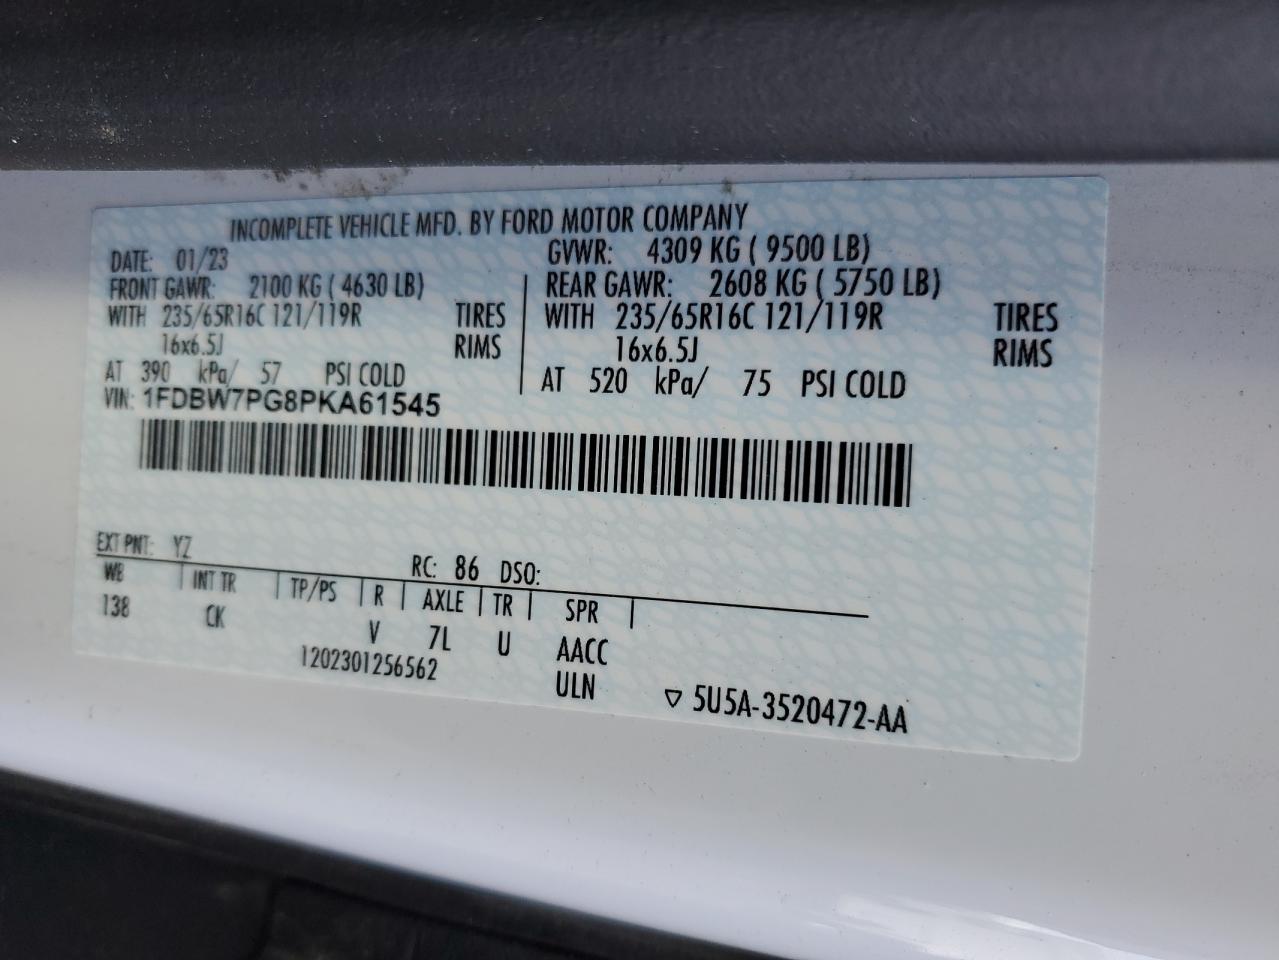 INCOMPLETE VEHICLE MFD. BY FORD MOTOR COMPANY
DATE: 01/23 GVWR: 4309 KG ( 9500 LB)
FRONT GAWR: 2100 KG ( 4630 LB) REAR GAWR: 2608 KG ( 5750 LB)
WITH 235/65R16C 121/119R TIRES WITH 235/65R16C 121/119R TIRES
16x6.5J RIMS 16x6.5J RIMS
AT 390 kPa/ 57 PSI COLD AT 520 kPa/ 75 PSI COLD
VIN: 1FDBW7PG8PKA61545
EXT PNT: YZ RC: 86 DSO:
WB INT TR TP/PS R AXLE TR SPR
138 CK V 7L U AACC
1202301256562 ULN ▽ 5U5A-3520472-AA